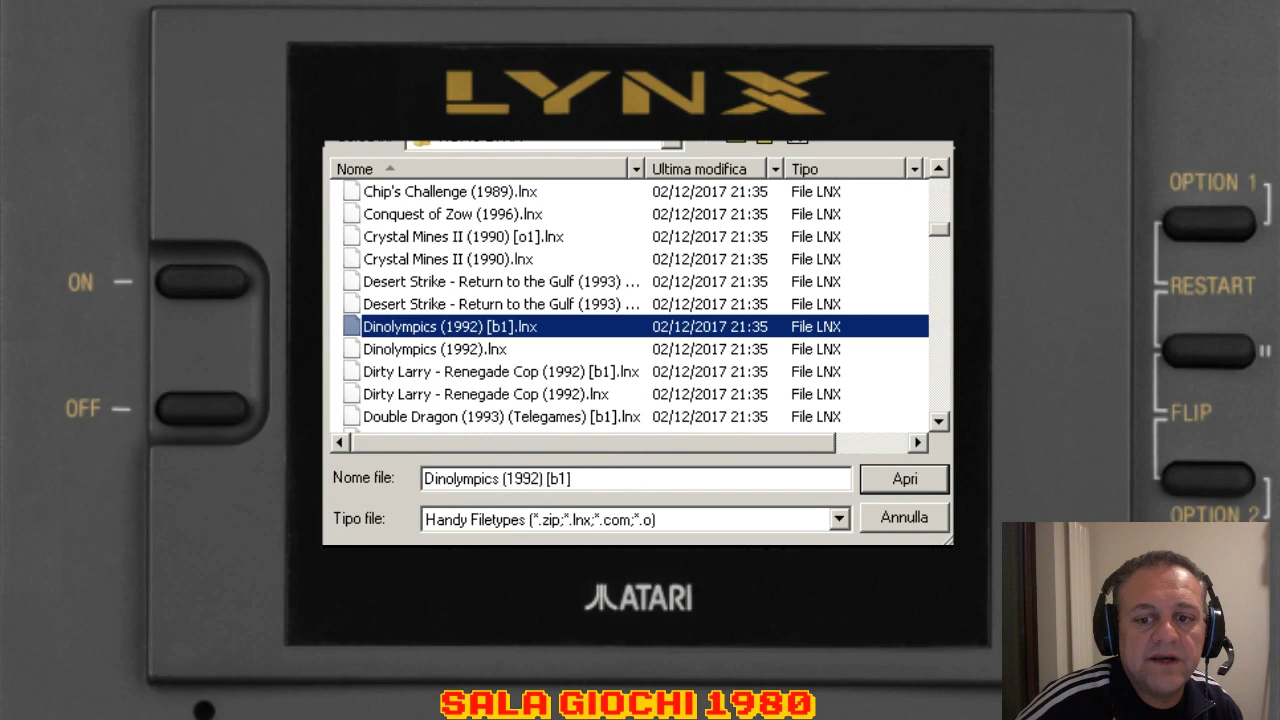 LYNX
Nome Ultima modifica Tipo
Chip's Challenge (1989).lnx 02/12/2017 21:35 File LNX
Conquest of Zow (1996).lnx 02/12/2017 21:35 File LNX
Crystal Mines II (1990) [o1].lnx 02/12/2017 21:35 File LNX
Crystal Mines II (1990).lnx 02/12/2017 21:35 File LNX
Desert Strike - Return to the Gulf (1993) ... 02/12/2017 21:35 File LNX
Desert Strike - Return to the Gulf (1993) ... 02/12/2017 21:35 File LNX
Dinolympics (1992) [b1].lnx 02/12/2017 21:35 File LNX
Dinolympics (1992).lnx 02/12/2017 21:35 File LNX
Dirty Larry - Renegade Cop (1992) [b1].lnx 02/12/2017 21:35 File LNX
Dirty Larry - Renegade Cop (1992).lnx 02/12/2017 21:35 File LNX
Double Dragon (1993) (Telegames) [b1].lnx 02/12/2017 21:35 File LNX
Nome file: Dinolympics (1992) [b1] Apri
Tipo file: Handy Filetypes (*.zip;*.lnx;*.com;*.o) Annulla
ON
OFF
OPTION 1
RESTART
FLIP
OPTION 2
ATARI
SALA GIOCHI 1980